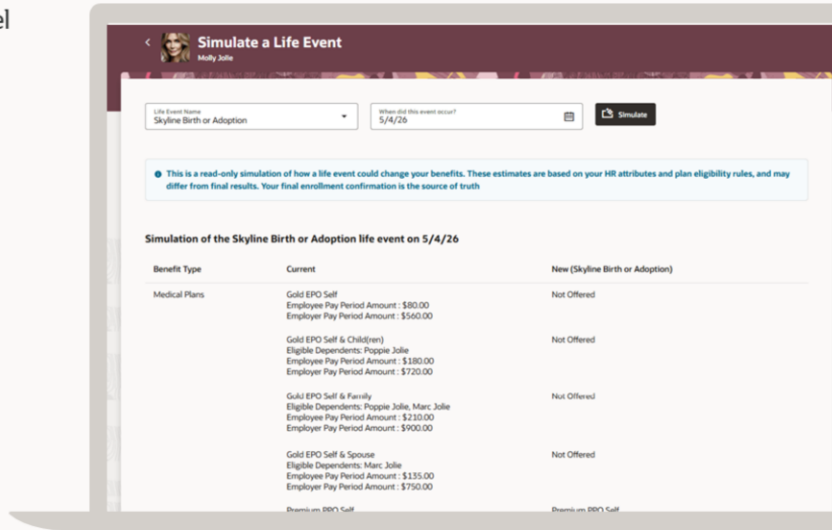 el
Simulate a Life Event
Molly Jolie
Life Event Name
Skyline Birth or Adoption
When did this event occur?
5/4/26
Simulate
This is a read-only simulation of how a life event could change your benefits. These estimates are based on your HR attributes and plan eligibility rules, and may
differ from final results. Your final enrollment confirmation is the source of truth
Simulation of the Skyline Birth or Adoption life event on 5/4/26
Benefit Type Current New (Skyline Birth or Adoption)
Medical Plans Gold EPO Self Not Offered
Employee Pay Period Amount : $80.00
Employer Pay Period Amount : $560.00
Gold EPO Self & Child(ren) Not Offered
Eligible Dependents: Poppie Jolie
Employee Pay Period Amount : $180.00
Employer Pay Period Amount : $720.00
Gold EPO Self & Family Not Offered
Eligible Dependents: Poppie Jolie, Marc Jolie
Employee Pay Period Amount : $210.00
Employer Pay Period Amount : $900.00
Gold EPO Self & Spouse Not Offered
Eligible Dependents: Marc Jolie
Employee Pay Period Amount : $135.00
Employer Pay Period Amount : $750.00
Premium PPO Self Premium PPO Self